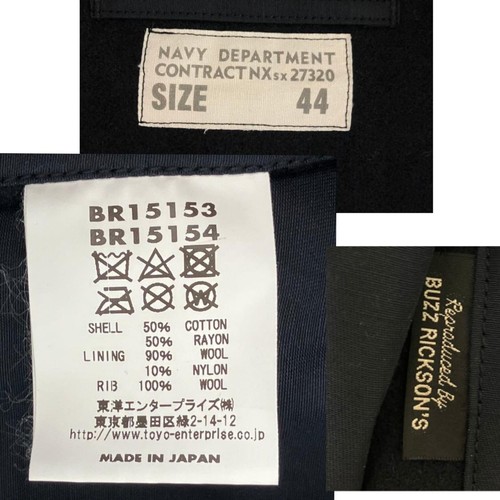 NAVY DEPARTMENT
CONTRACT NXsx 27320
SIZE 44
BR15153
BR15154
SHELL 50% COTTON
50% RAYON
LINING 90% WOOL
10% NYLON
RIB 100% WOOL
東洋エンタープライズ㈱
東京都墨田区緑2-14-12
www.toyo-enterprise.co.jp
MADE IN JAPAN
Reproduced By
BUZZ RICKSON'S